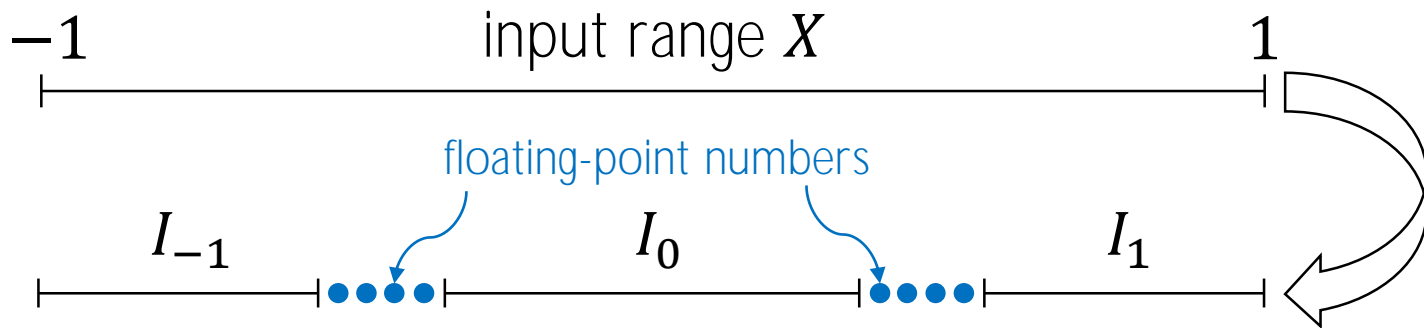 −1 input range X 1
floating-point numbers
I₋₁ I₀ I₁